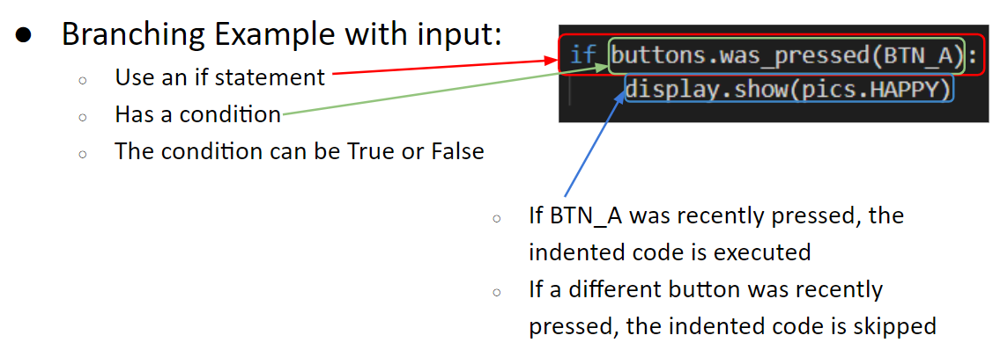 ● Branching Example with input:
○ Use an if statement
○ Has a condition
○ The condition can be True or False
if buttons.was_pressed(BTN_A):
display.show(pics.HAPPY)
○ If BTN_A was recently pressed, the
indented code is executed
○ If a different button was recently
pressed, the indented code is skipped